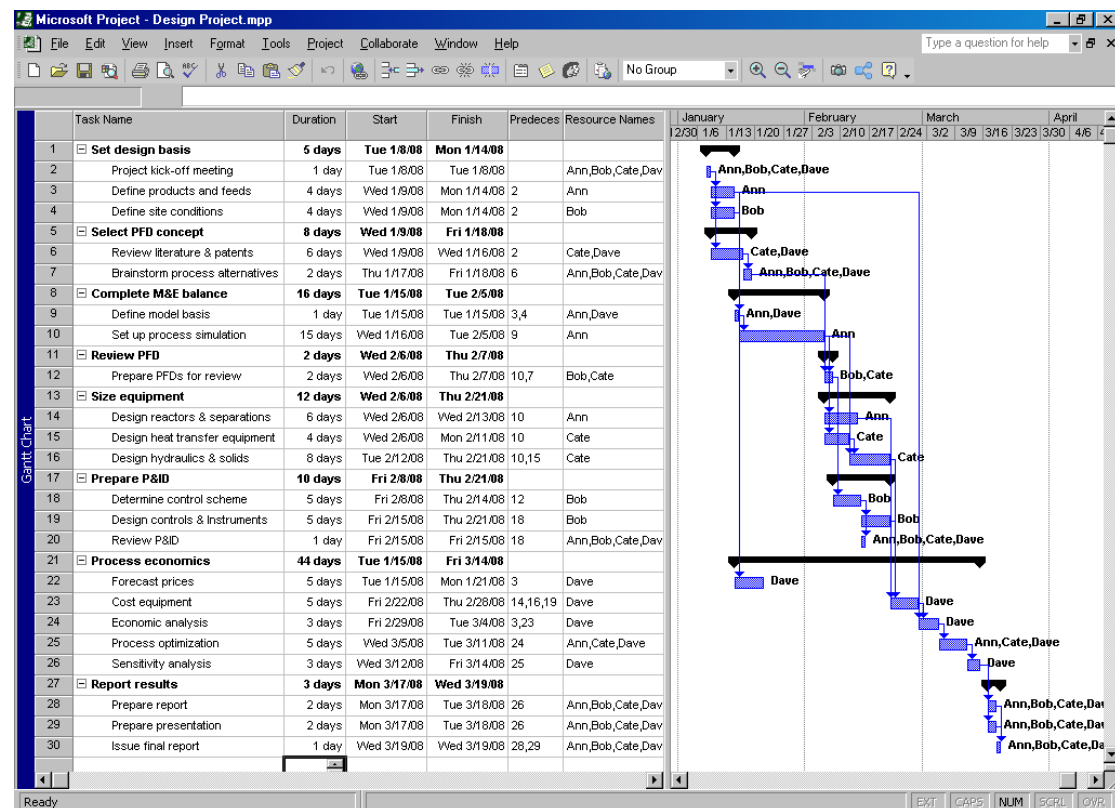 Microsoft Project - Design Project.mpp
File Edit View Insert Format Tools Project Collaborate Window Help Type a question for help
No Group
Task Name Duration Start Finish Predeces Resource Names January February March April
12/30 1/6 1/13 1/20 1/27 2/3 2/10 2/17 2/24 3/2 3/9 3/16 3/23 3/30 4/6
1 Set design basis 5 days Tue 1/8/08 Mon 1/14/08
2 Project kick-off meeting 1 day Tue 1/8/08 Tue 1/8/08 Ann,Bob,Cate,Dav Ann,Bob,Cate,Dave
3 Define products and feeds 4 days Wed 1/9/08 Mon 1/14/08 2 Ann Ann
4 Define site conditions 4 days Wed 1/9/08 Mon 1/14/08 2 Bob Bob
5 Select PFD concept 8 days Wed 1/9/08 Fri 1/18/08
6 Review literature & patents 6 days Wed 1/9/08 Wed 1/16/08 2 Cate,Dave Cate,Dave
7 Brainstorm process alternatives 2 days Thu 1/17/08 Fri 1/18/08 6 Ann,Bob,Cate,Dav Ann,Bob,Cate,Dave
8 Complete M&E balance 16 days Tue 1/15/08 Tue 2/5/08
9 Define model basis 1 day Tue 1/15/08 Tue 1/15/08 3,4 Ann,Dave Ann,Dave
10 Set up process simulation 15 days Wed 1/16/08 Tue 2/5/08 9 Ann Ann
11 Review PFD 2 days Wed 2/6/08 Thu 2/7/08
12 Prepare PFDs for review 2 days Wed 2/6/08 Thu 2/7/08 10,7 Bob,Cate Bob,Cate
13 Size equipment 12 days Wed 2/6/08 Thu 2/21/08
14 Design reactors & separations 6 days Wed 2/6/08 Wed 2/13/08 10 Ann Ann
15 Design heat transfer equipment 4 days Wed 2/6/08 Mon 2/11/08 10 Cate Cate
16 Design hydraulics & solids 8 days Tue 2/12/08 Thu 2/21/08 10,15 Cate Cate
17 Prepare P&ID 10 days Fri 2/8/08 Thu 2/21/08
18 Determine control scheme 5 days Fri 2/8/08 Thu 2/14/08 12 Bob Bob
19 Design controls & Instruments 5 days Fri 2/15/08 Thu 2/21/08 18 Bob Bob
20 Review P&ID 1 day Fri 2/15/08 Fri 2/15/08 18 Ann,Bob,Cate,Dav Ann,Bob,Cate,Dave
21 Process economics 44 days Tue 1/15/08 Fri 3/14/08
22 Forecast prices 5 days Tue 1/15/08 Mon 1/21/08 3 Dave Dave
23 Cost equipment 5 days Fri 2/22/08 Thu 2/28/08 14,16,19 Dave Dave
24 Economic analysis 3 days Fri 2/29/08 Tue 3/4/08 3,23 Dave Dave
25 Process optimization 5 days Wed 3/5/08 Tue 3/11/08 24 Ann,Cate,Dave Ann,Cate,Dave
26 Sensitivity analysis 3 days Wed 3/12/08 Fri 3/14/08 25 Dave Dave
27 Report results 3 days Mon 3/17/08 Wed 3/19/08
28 Prepare report 2 days Mon 3/17/08 Tue 3/18/08 26 Ann,Bob,Cate,Dav Ann,Bob,Cate,Da
29 Prepare presentation 2 days Mon 3/17/08 Tue 3/18/08 26 Ann,Bob,Cate,Dav Ann,Bob,Cate,Da
30 Issue final report 1 day Wed 3/19/08 Wed 3/19/08 28,29 Ann,Bob,Cate,Dav Ann,Bob,Cate,Da
Gantt Chart
Ready EXT CAPS NUM SCRL OVR